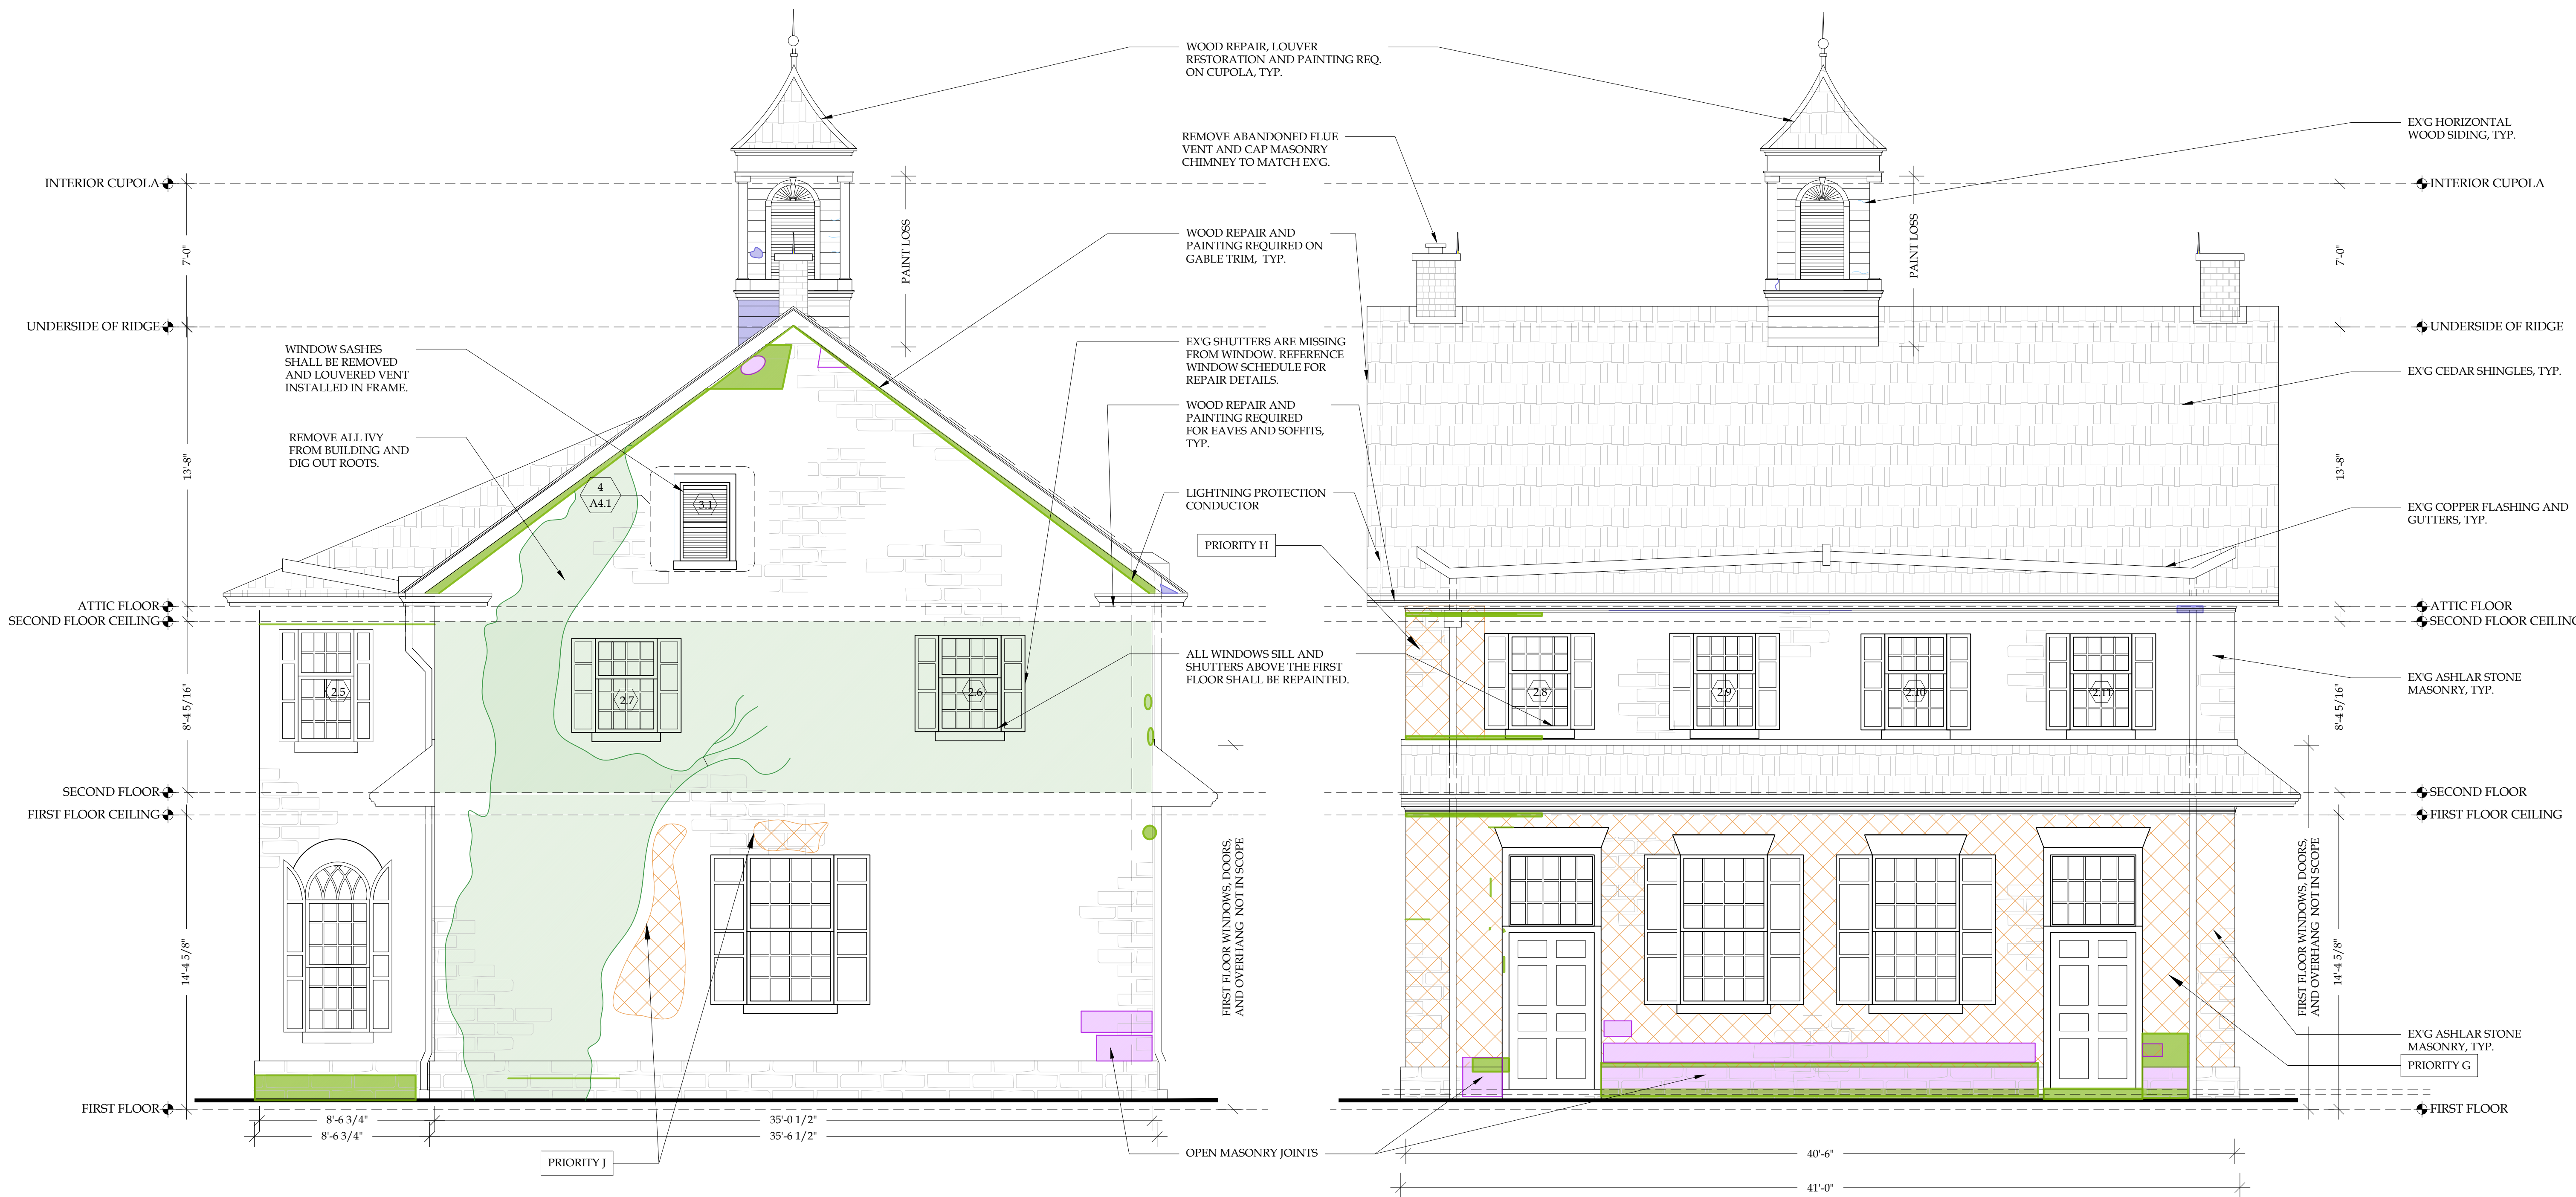 WOOD REPAIR, LOUVER
RESTORATION AND PAINTING REQ.
ON CUPOLA, TYP.
REMOVE ABANDONED FLUE
VENT AND CAP MASONRY
CHIMNEY TO MATCH EX'G.
WOOD REPAIR AND
PAINTING REQUIRED ON
GABLE TRIM, TYP.
EX'G SHUTTERS ARE MISSING
FROM WINDOW. REFERENCE
WINDOW SCHEDULE FOR
REPAIR DETAILS.
WOOD REPAIR AND
PAINTING REQUIRED
FOR EAVES AND SOFFITS,
TYP.
LIGHTNING PROTECTION
CONDUCTOR
PRIORITY H
ALL WINDOWS SILL AND
SHUTTERS ABOVE THE FIRST
FLOOR SHALL BE REPAINTED.
OPEN MASONRY JOINTS
INTERIOR CUPOLA
7'-0"
UNDERSIDE OF RIDGE
13'-8"
ATTIC FLOOR
SECOND FLOOR CEILING
8'-4 5/16"
SECOND FLOOR
FIRST FLOOR CEILING
14'-4 5/8"
FIRST FLOOR
WINDOW SASHES
SHALL BE REMOVED
AND LOUVERED VENT
INSTALLED IN FRAME.
REMOVE ALL IVY
FROM BUILDING AND
DIG OUT ROOTS.
PAINT LOSS
4
A4.1
3.1
2.5
2.7
2.6
FIRST FLOOR WINDOWS, DOORS,
AND OVERHANG NOT IN SCOPE
8'-6 3/4"
35'-0 1/2"
8'-6 3/4"
35'-6 1/2"
PRIORITY J
PAINT LOSS
2.8
2.9
2.10
2.11
FIRST FLOOR WINDOWS, DOORS,
AND OVERHANG NOT IN SCOPE
40'-6"
41'-0"
7'-0"
13'-8"
8'-4 5/16"
14'-4 5/8"
EX'G HORIZONTAL
WOOD SIDING, TYP.
INTERIOR CUPOLA
UNDERSIDE OF RIDGE
EX'G CEDAR SHINGLES, TYP.
EX'G COPPER FLASHING AND
GUTTERS, TYP.
ATTIC FLOOR
SECOND FLOOR CEILING
EX'G ASHLAR STONE
MASONRY, TYP.
SECOND FLOOR
FIRST FLOOR CEILING
EX'G ASHLAR STONE
MASONRY, TYP.
PRIORITY G
FIRST FLOOR